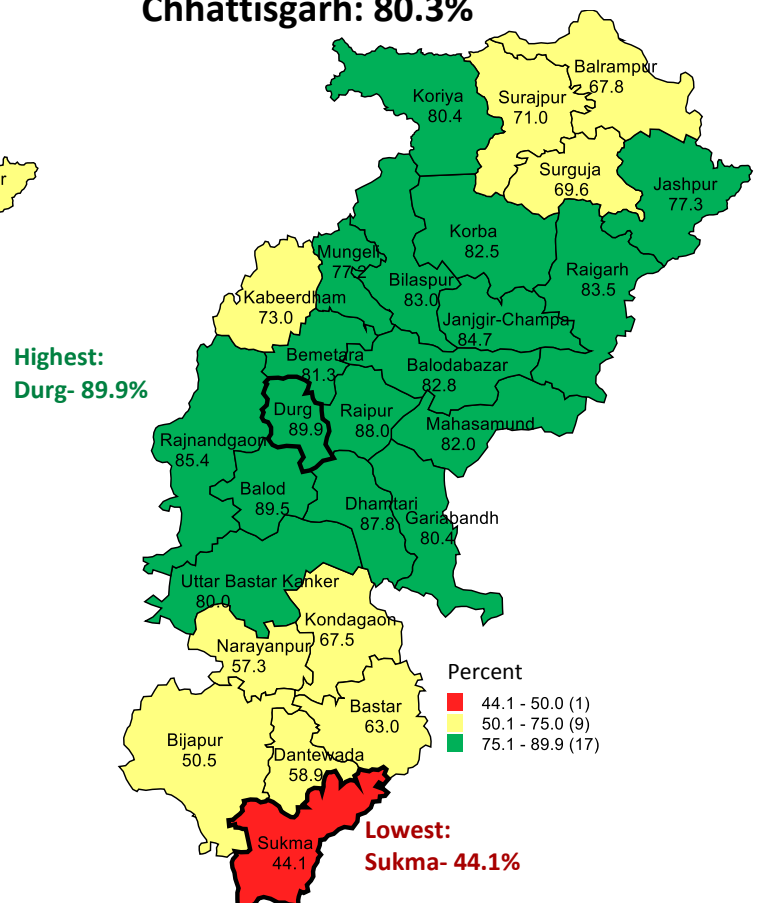 Chhattisgarh: 80.3%
Balrampur
67.8
Koriya
80.4
Surajpur
71.0
r
Surguja
69.6
Jashpur
77.3
Korba
82.5
Mungeli
77.2
Raigarh
83.5
Bilaspur
83.0
Kabeerdham
73.0
Janjgir-Champa
84.7
Highest:
Durg- 89.9%
Bemetara
81.3
Balodabazar
82.8
Durg
89.9
Raipur
88.0
Mahasamund
82.0
Rajnandgaon
85.4
Balod
89.5
Dhamtari
87.8
Gariabandh
80.4
Uttar Bastar Kanker
80.0
Kondagaon
67.5
Narayanpur
57.3
Percent
44.1 - 50.0 (1)
50.1 - 75.0 (9)
75.1 - 89.9 (17)
Bastar
63.0
Bijapur
50.5
Dantewada
58.9
Lowest:
Sukma- 44.1%
Sukma
44.1